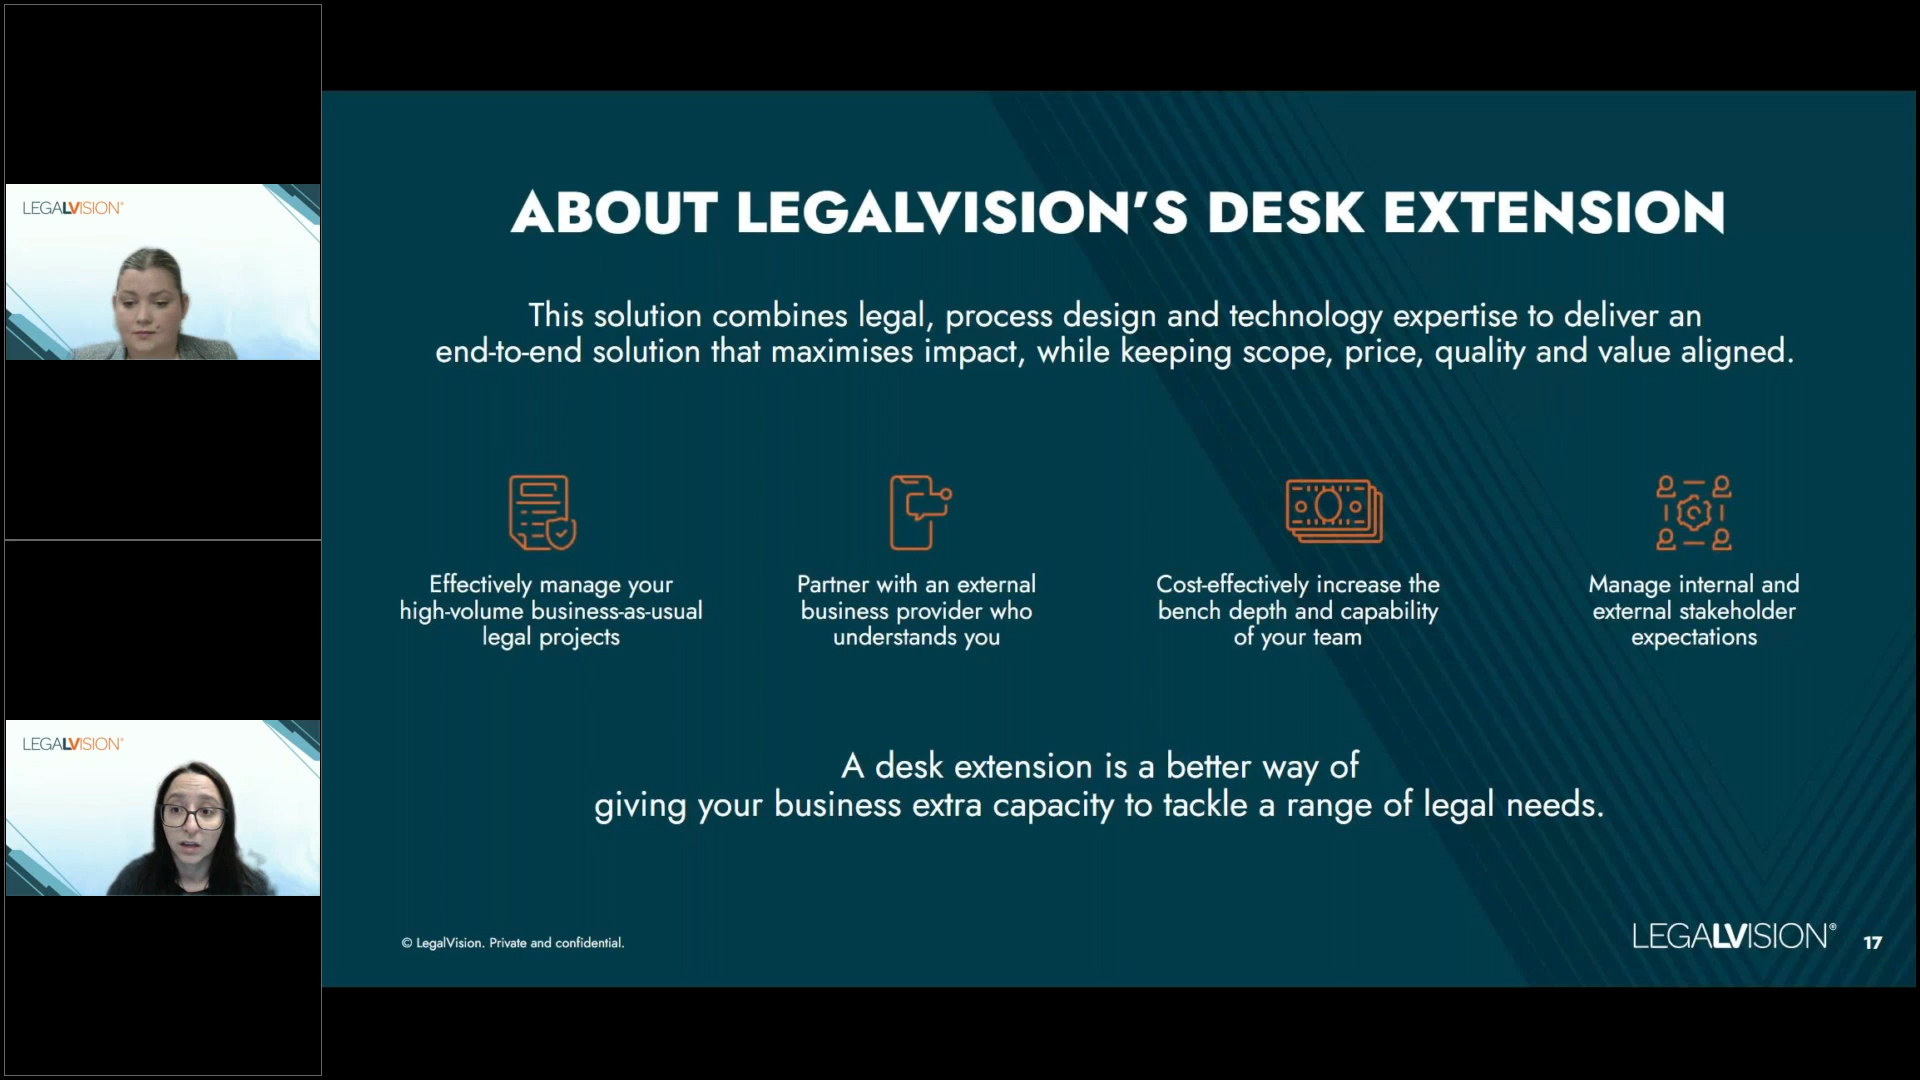 LEGALVISION®
LEGALVISION®
ABOUT LEGALVISION’S DESK EXTENSION
This solution combines legal, process design and technology expertise to deliver an
end-to-end solution that maximises impact, while keeping scope, price, quality and value aligned.
Effectively manage your
high-volume business-as-usual
legal projects
Partner with an external
business provider who
understands you
Cost-effectively increase the
bench depth and capability
of your team
Manage internal and
external stakeholder
expectations
A desk extension is a better way of
giving your business extra capacity to tackle a range of legal needs.
© LegalVision. Private and confidential.
LEGALVISION®
17